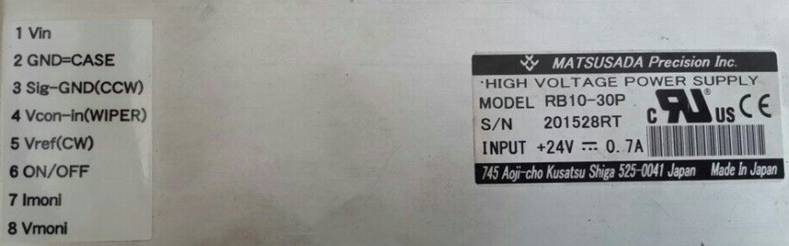 1 Vin
2 GND=CASE
3 Sig-GND(CCW)
4 Vcon-in(WIPER)
5 Vref(CW)
6 ON/OFF
7 Imoni
8 Vmoni
MATSUSADA Precision Inc.
HIGH VOLTAGE POWER SUPPLY
MODEL RB10-30P
S/N 201528RT
INPUT +24V ⎓ 0.7A
C RU ® US CE
745 Aoji-cho Kusatsu Shiga 525-0041 Japan Made In Japan